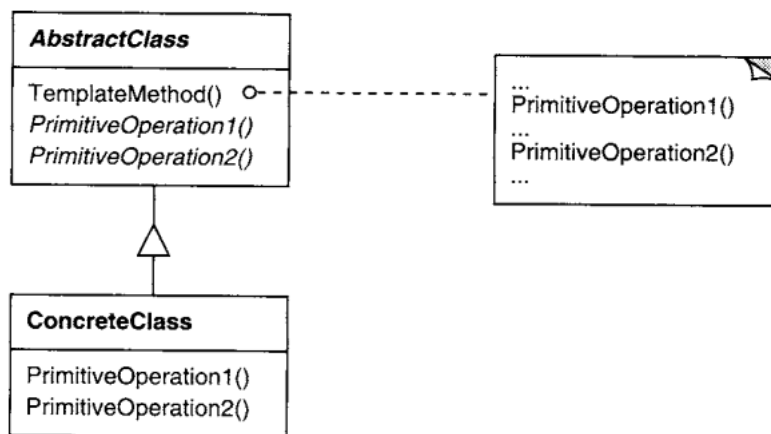 AbstractClass
TemplateMethod()
PrimitiveOperation1()
PrimitiveOperation2()
...
PrimitiveOperation1()
...
PrimitiveOperation2()
...
ConcreteClass
PrimitiveOperation1()
PrimitiveOperation2()